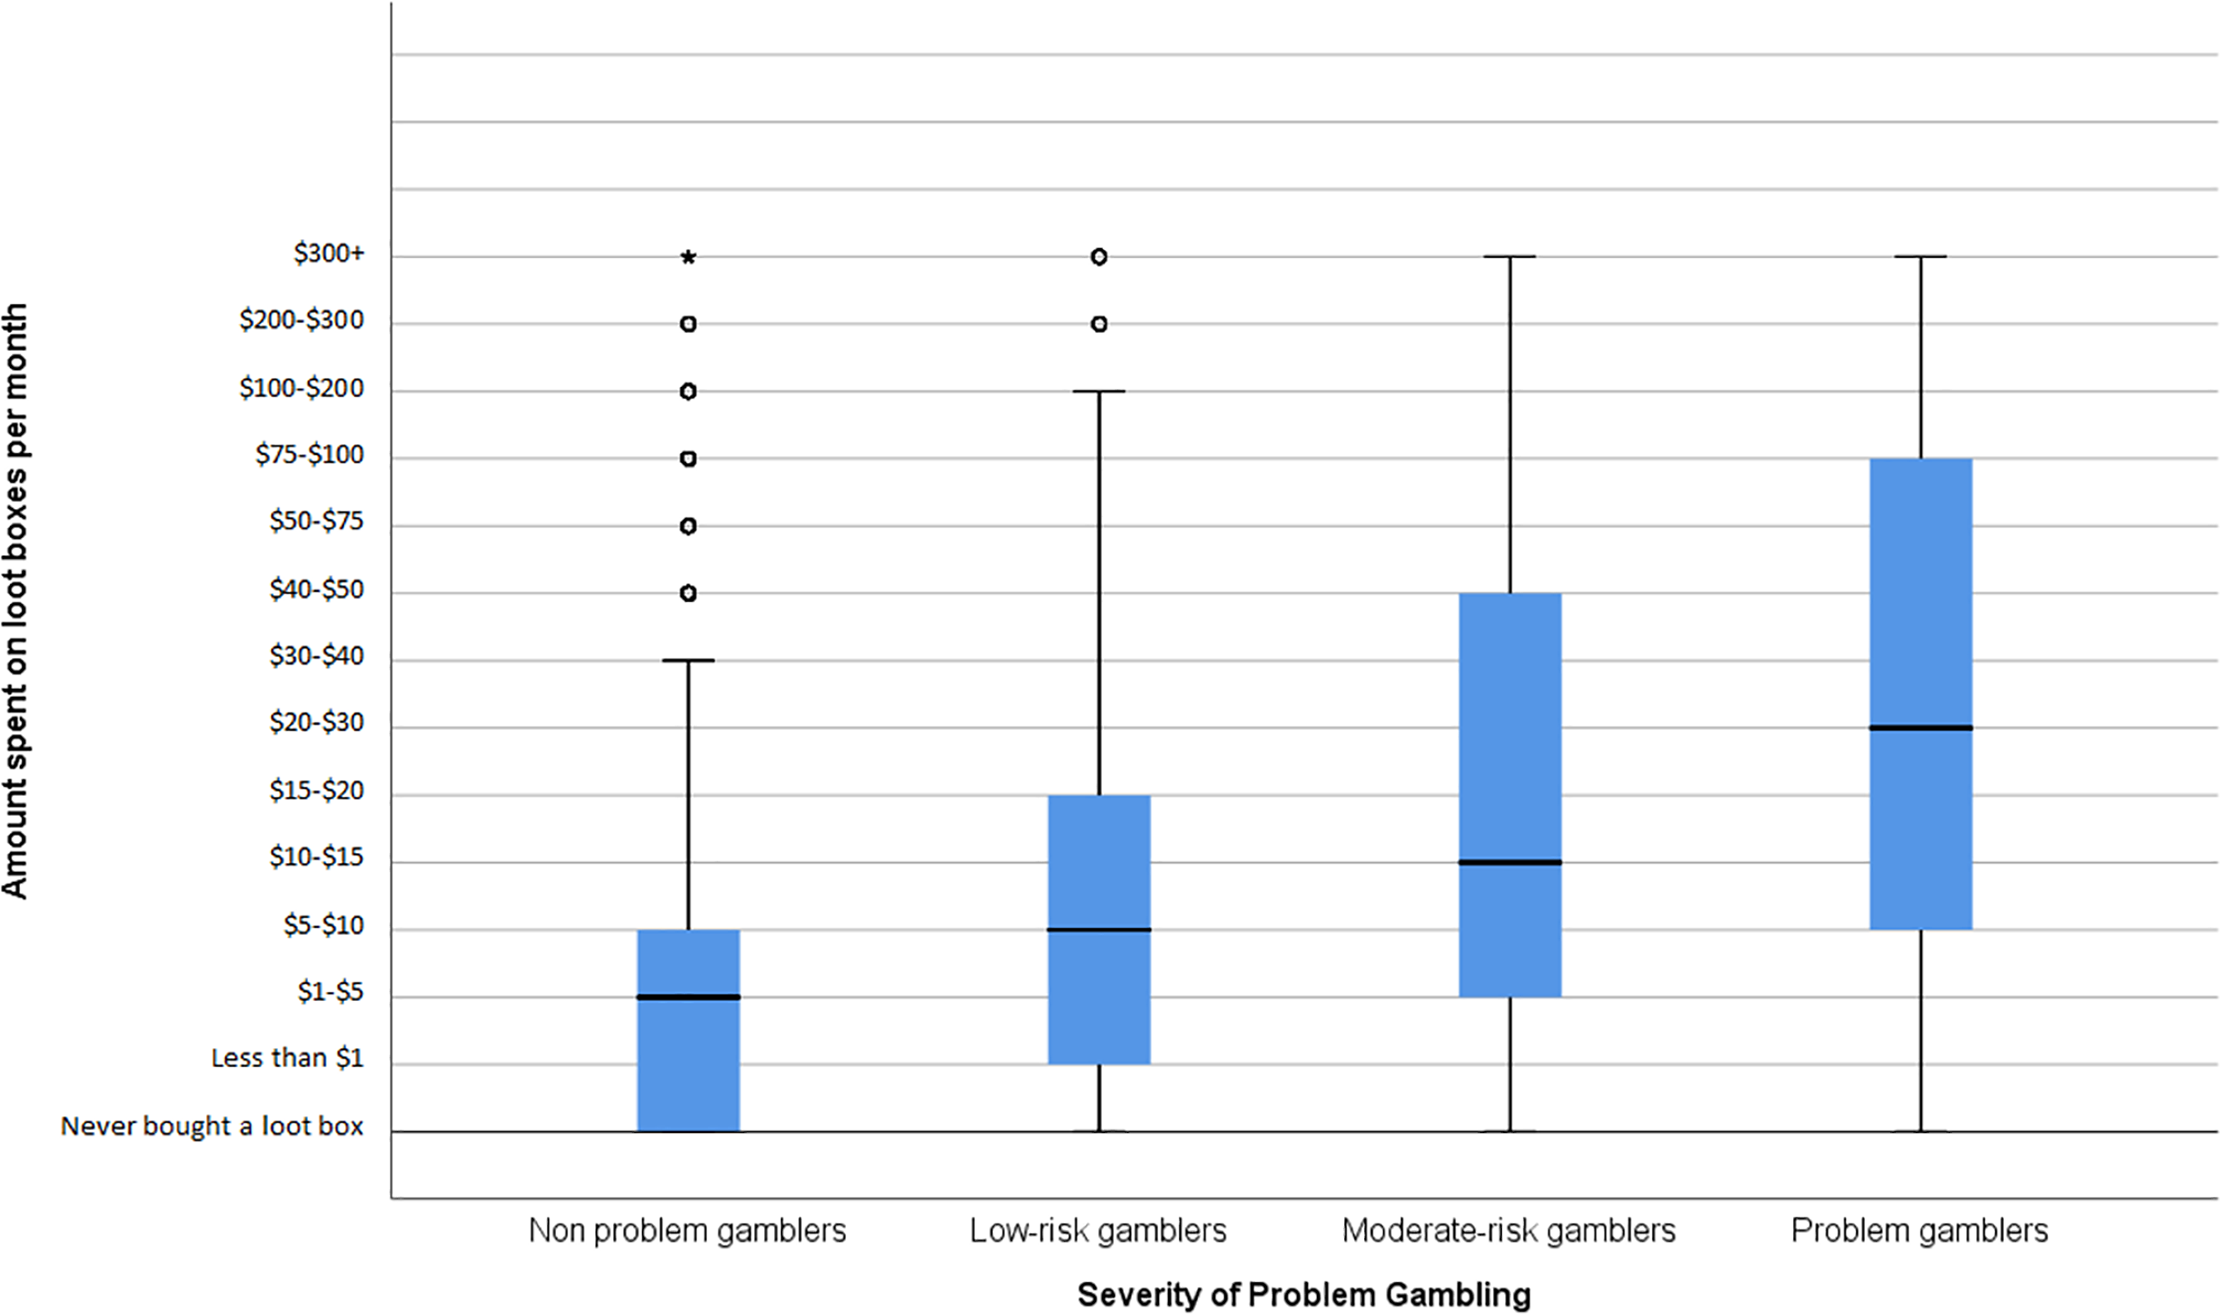 Amount spent on loot boxes per month
$300+
$200-$300
$100-$200
$75-$100
$50-$75
$40-$50
$30-$40
$20-$30
$15-$20
$10-$15
$5-$10
$1-$5
Less than $1
Never bought a loot box
Non problem gamblers
Low-risk gamblers
Moderate-risk gamblers
Problem gamblers
Severity of Problem Gambling